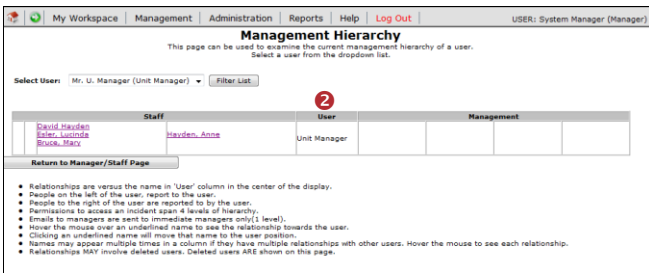 My Workspace | Management | Administration | Reports | Help | Log Out | USER: System Manager (Manager)
Management Hierarchy
This page can be used to examine the current management hierarchy of a user.
Select a user from the dropdown list.
Select User: Mr. U. Manager (Unit Manager) Filter List
2
Staff User Management
David Hayden
Esler, Lucinda Hayden, Anne Unit Manager
Bruce, Mary
Return to Manager/Staff Page
• Relationships are versus the name in 'User' column in the center of the display.
• People on the left of the user, report to the user.
• People to the right of the user are reported to by the user.
• Permissions to access an incident span 4 levels of hierarchy.
• Emails to managers are sent to immediate managers only(1 level).
• Hover the mouse over an underlined name to see the relationship towards the user.
• Clicking an underlined name will move that name to the user position.
• Names may appear multiple times in a column if they have multiple relationships with other users. Hover the mouse to see each relationship.
• Relationships MAY involve deleted users. Deleted users ARE shown on this page.